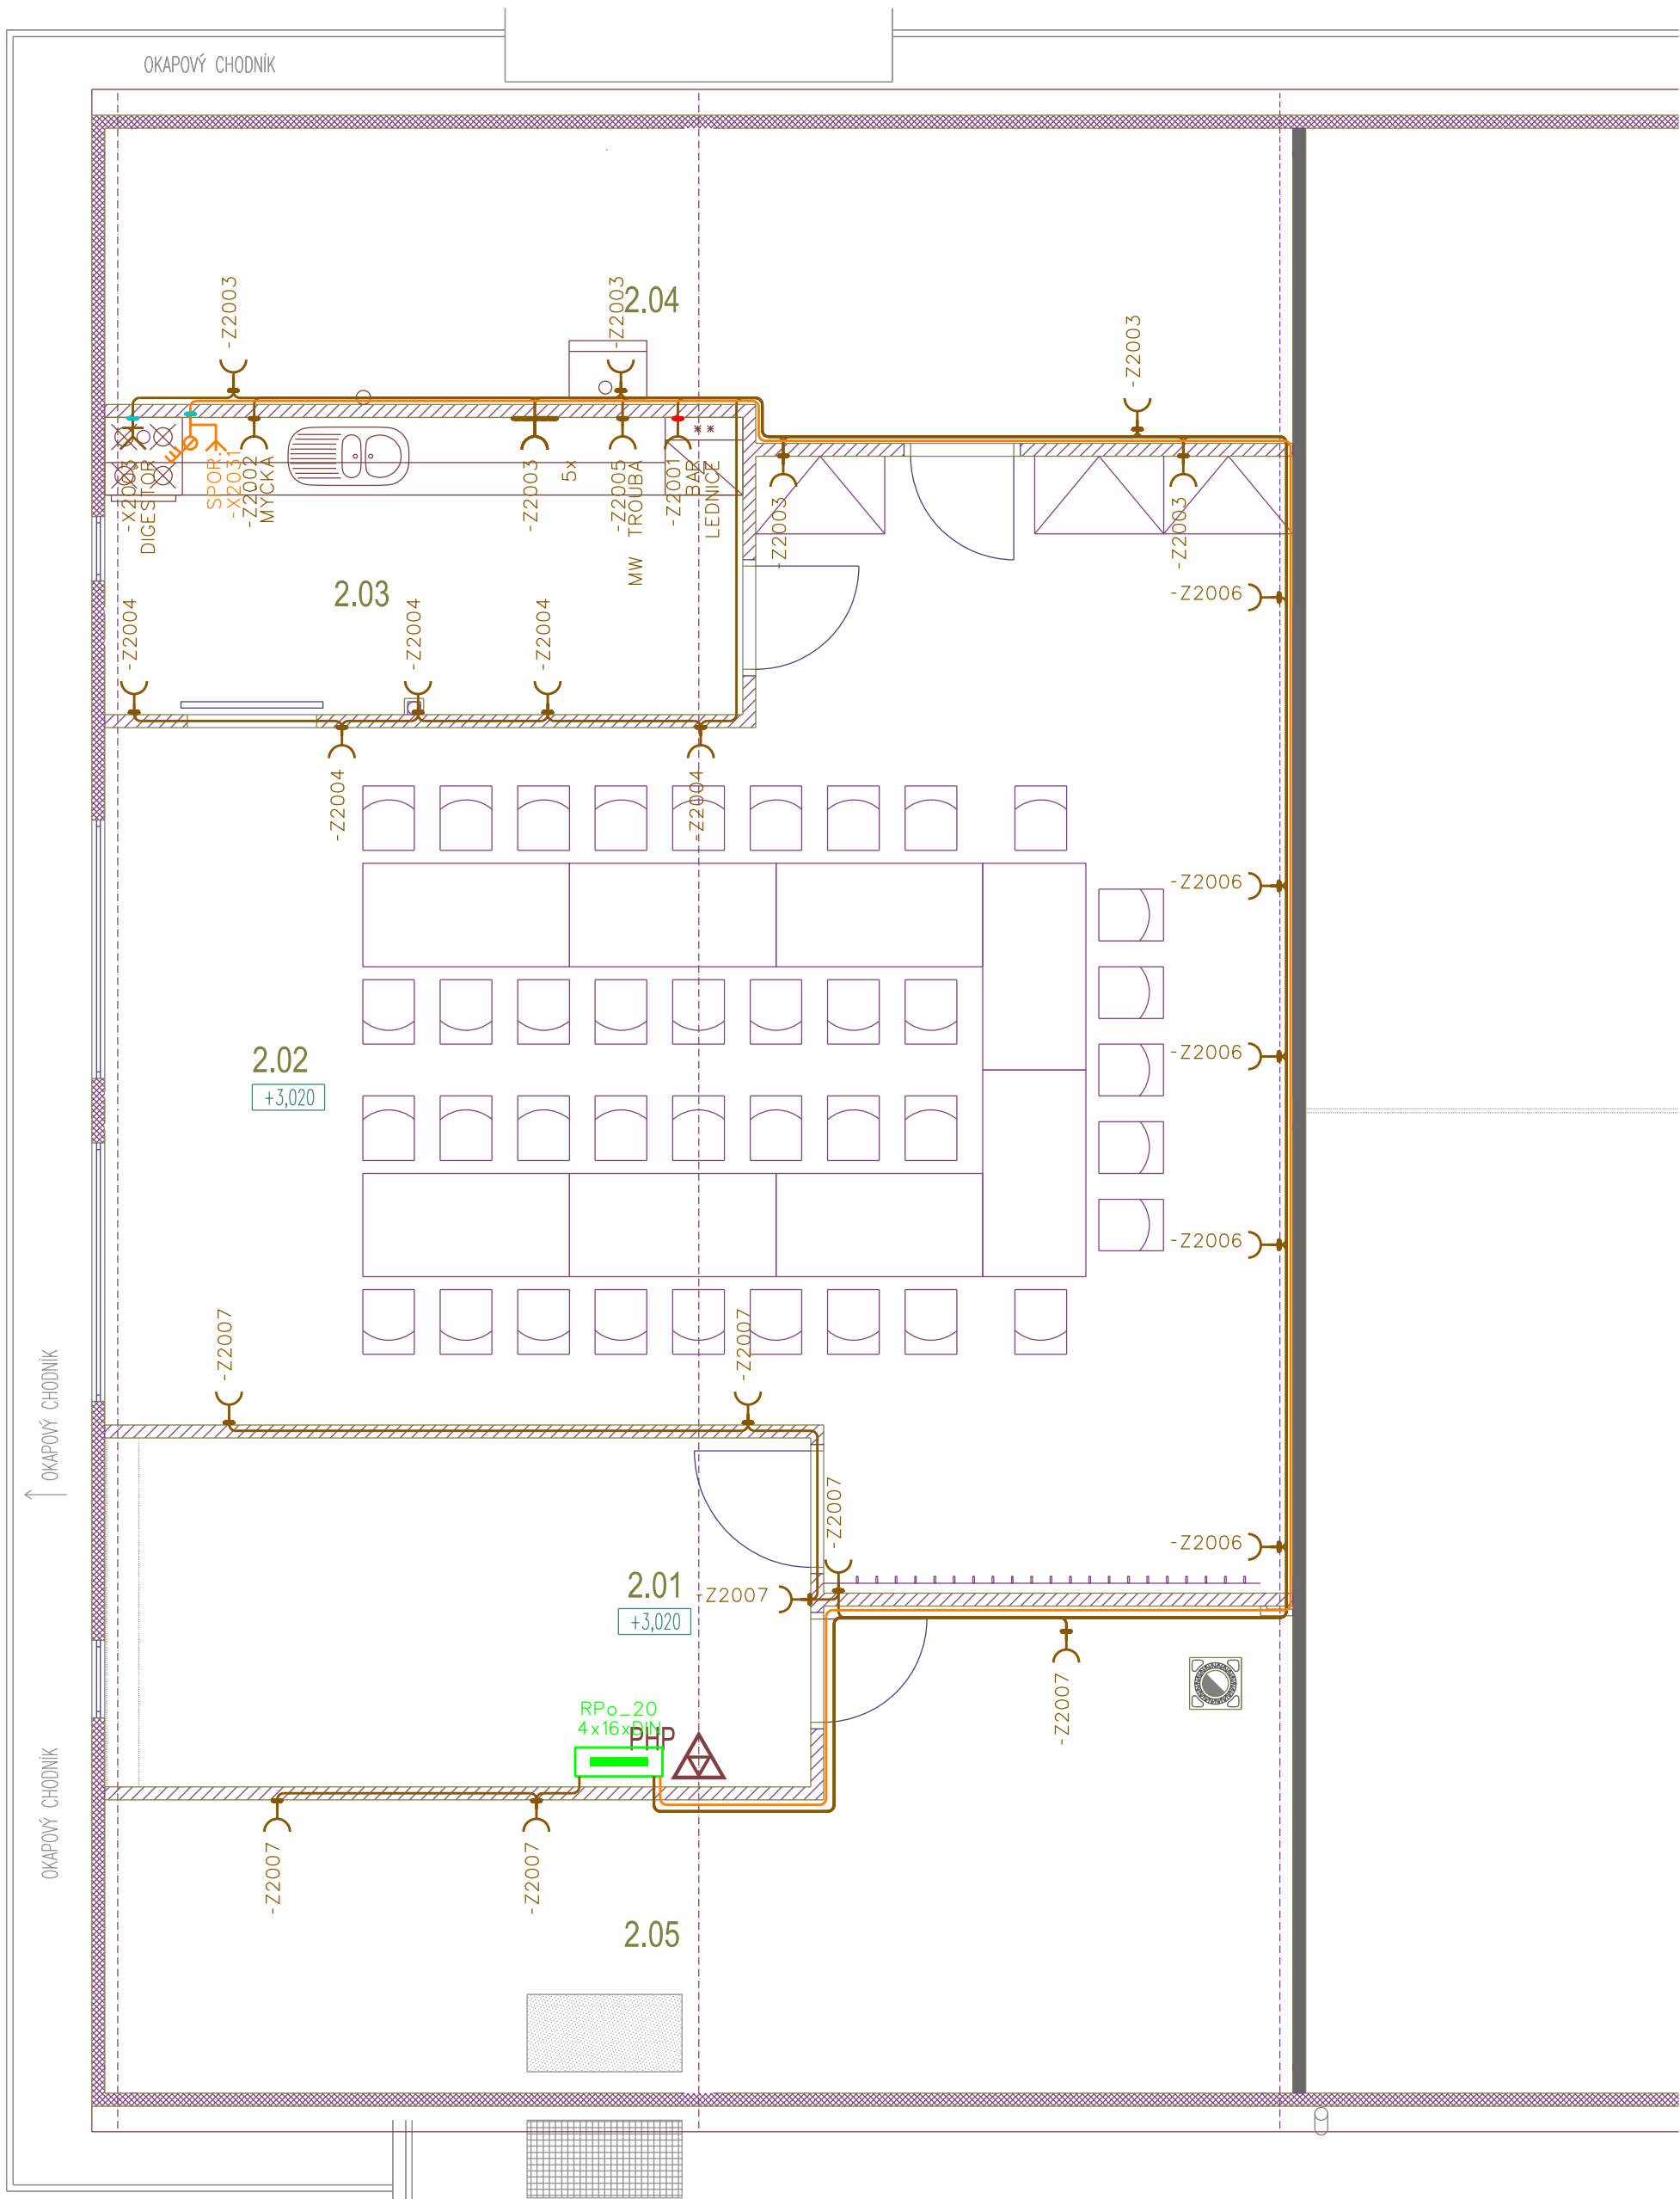 OKAPOVÝ CHODNÍK
-Z2003
-Z2003
2.04
-Z2003
-X2003
DIGESTOŘ
SPOR.
-X2031
-Z2002
MYČKA
-Z2003
5x
-Z2005
MW TROUBA
-Z2001
BAR
LEDNICE
-Z2003
-Z2003
2.03
-Z2006
-Z2004
-Z2004
-Z2004
-Z2004
-Z2004
-Z2006
2.02
+3,020
-Z2006
-Z2006
-Z2007
-Z2007
OKAPOVÝ CHODNÍK
-Z2007
-Z2006
2.01
-Z2007
+3,020
RPo_20
4x16xDIN
PHP
-Z2007
OKAPOVÝ CHODNÍK
-Z2007
-Z2007
2.05